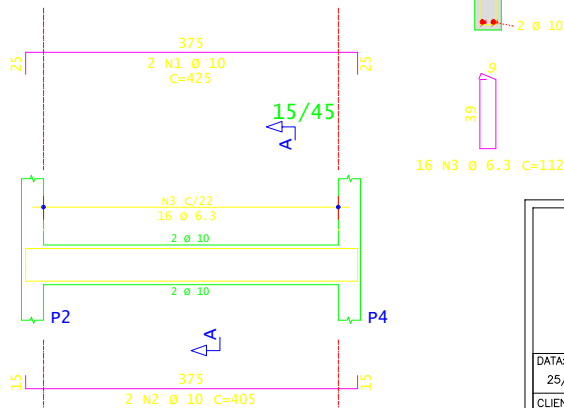 375
25
25
2 N1 Ø 10
C=425
2 Ø 10
9
39
16 N3 Ø 6.3 C=112
15/45
A
N3 C/22
16 Ø 6.3
2 Ø 10
2 Ø 10
P2
P4
A
15
375
15
2 N2 Ø 10 C=405
DATA:
25/